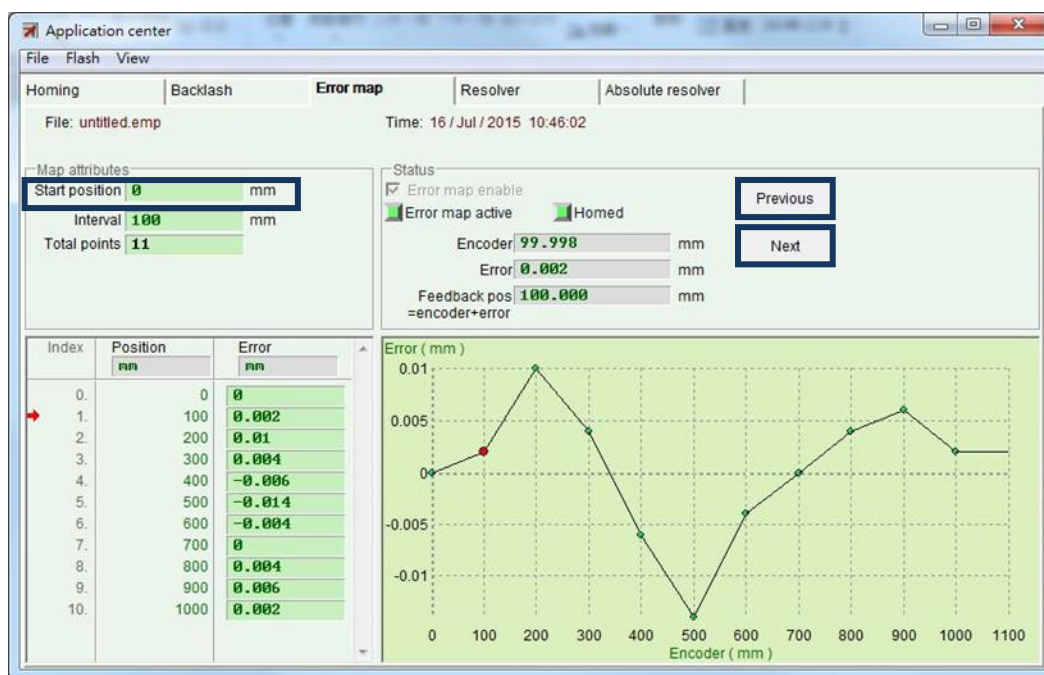 Application center
File Flash View
Homing Backlash Error map Resolver Absolute resolver
File: untitled.emp Time: 16 / Jul / 2015 10:46:02
Map attributes
Start position 0 mm
Interval 100 mm
Total points 11
Status
Error map enable
Error map active Homed
Encoder 99.998 mm
Error 0.002 mm
Feedback pos 100.000 mm
=encoder+error
Previous
Next
Index Position Error
mm mm
0. 0 0
1. 100 0.002
2. 200 0.01
3. 300 0.004
4. 400 -0.006
5. 500 -0.014
6. 600 -0.004
7. 700 0
8. 800 0.004
9. 900 0.006
10. 1000 0.002
Error ( mm )
0.01
0.005
0
-0.005
-0.01
0 100 200 300 400 500 600 700 800 900 1000 1100
Encoder ( mm )